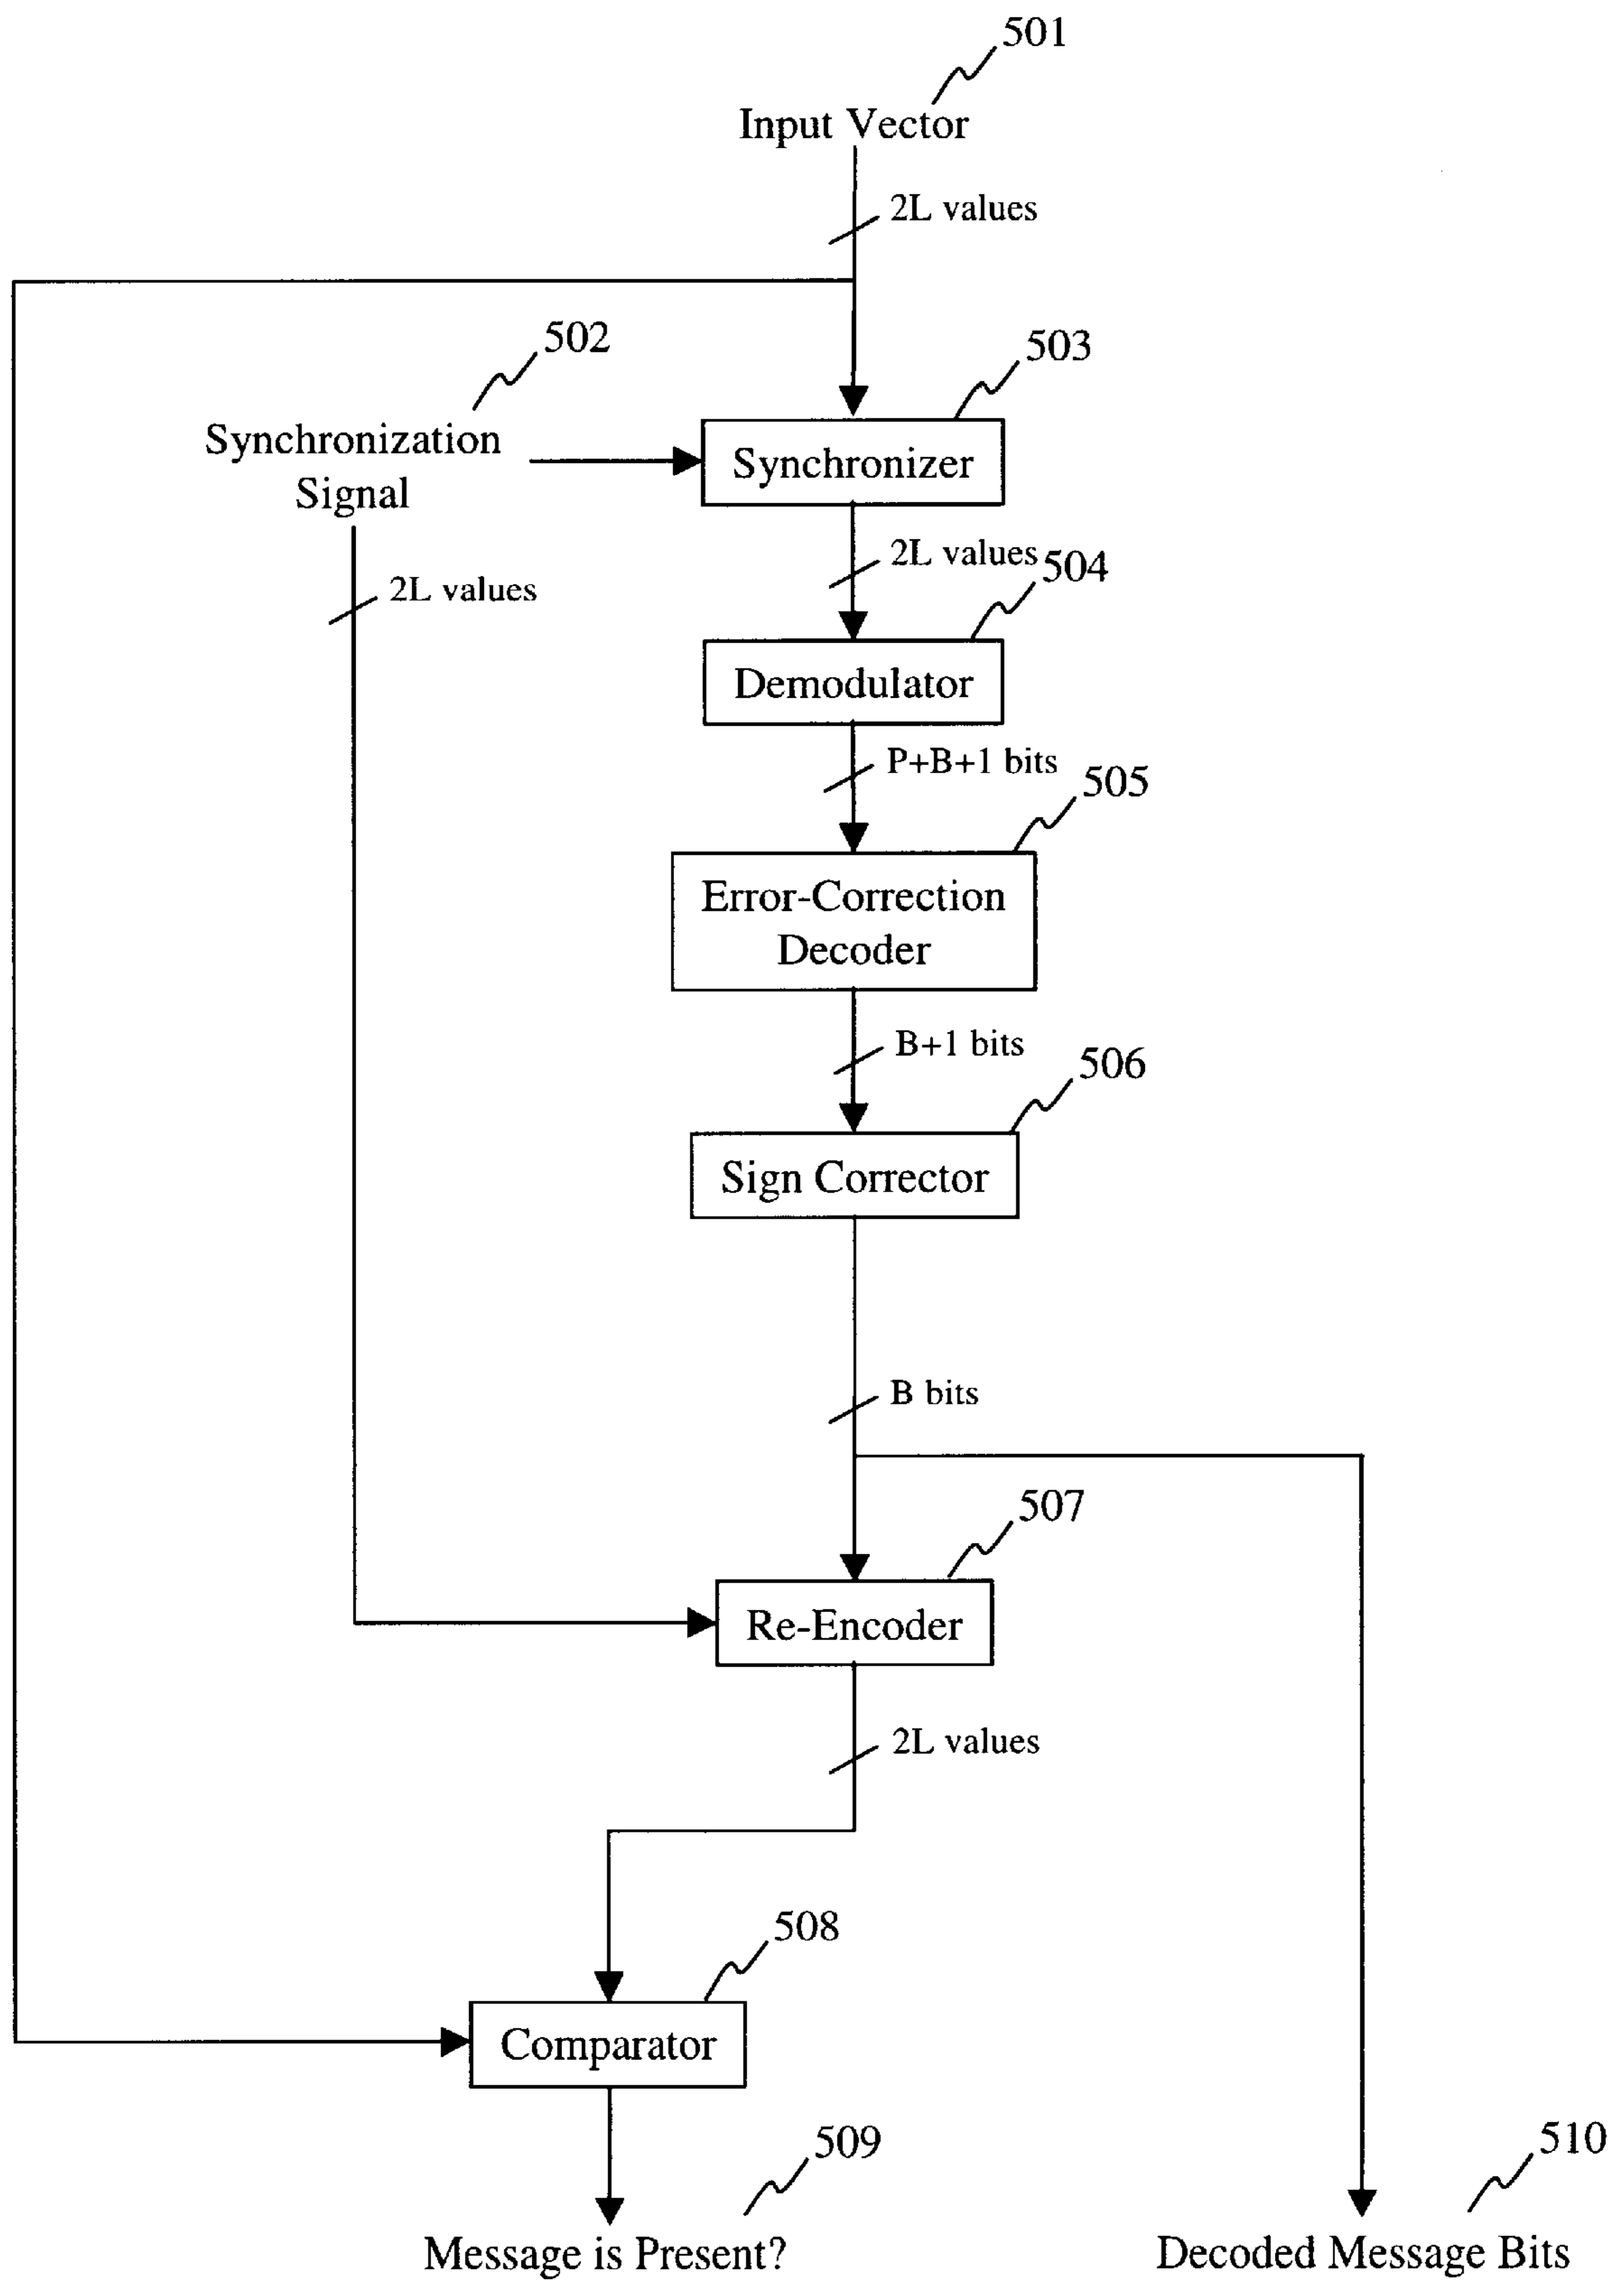 501
Input Vector
2L values
502
503
Synchronization
Signal
Synchronizer
2L values
504
2L values
Demodulator
P+B+1 bits
505
Error-Correction
Decoder
B+1 bits
506
Sign Corrector
B bits
507
Re-Encoder
2L values
508
Comparator
509
510
Message is Present?
Decoded Message Bits